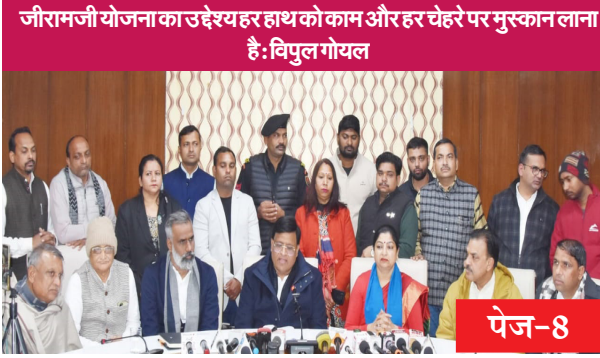 जीरामजी योजना का उद्देश्य हर हाथ को काम और हर चेहरे पर मुस्कान लाना
है : विपुल गोयल
पेज-8